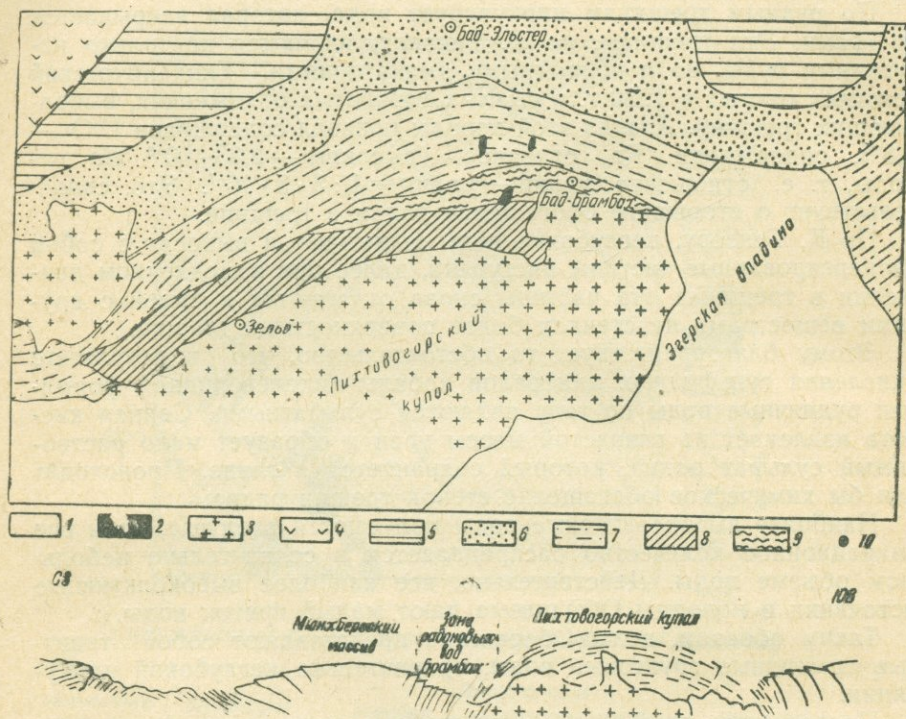 Бад-Эльстер
Бад-Брамбах
Зельб
Пихтовогорский
купол
Эгерская впадина
1 2 3 4 5 6 7 8 9 10
СЗ
ЮВ
Мюнхбергский
массив
Зона
радоновых
вод
Брамбах
Пихтовогорский купол